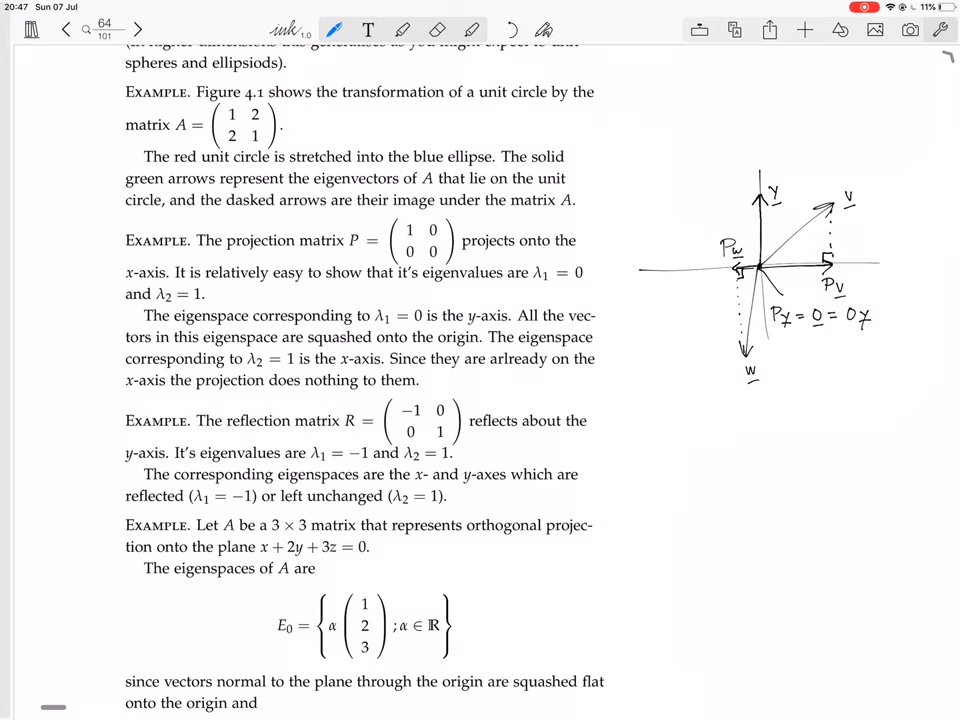 20:47 Sun 07 Jul
11%
64
101
ink 1.0
T
spheres and ellipsiods).
EXAMPLE. Figure 4.1 shows the transformation of a unit circle by the
matrix A = ( 1 2
2 1 ).
The red unit circle is stretched into the blue ellipse. The solid
green arrows represent the eigenvectors of A that lie on the unit
circle, and the dasked arrows are their image under the matrix A.
EXAMPLE. The projection matrix P = ( 1 0
0 0 ) projects onto the
x-axis. It is relatively easy to show that it's eigenvalues are λ1 = 0
and λ2 = 1.
The eigenspace corresponding to λ1 = 0 is the y-axis. All the vec-
tors in this eigenspace are squashed onto the origin. The eigenspace
corresponding to λ2 = 1 is the x-axis. Since they are arlready on the
x-axis the projection does nothing to them.
EXAMPLE. The reflection matrix R = ( −1 0
0 1 ) reflects about the
y-axis. It's eigenvalues are λ1 = −1 and λ2 = 1.
The corresponding eigenspaces are the x- and y-axes which are
reflected (λ1 = −1) or left unchanged (λ2 = 1).
EXAMPLE. Let A be a 3 × 3 matrix that represents orthogonal projec-
tion onto the plane x + 2y + 3z = 0.
The eigenspaces of A are
E0 = { α ( 1
2
3 ) ; α ∈ ℝ }
since vectors normal to the plane through the origin are squashed flat
onto the origin and
y
v
Pw
Pv
Py = 0 = 0y
w